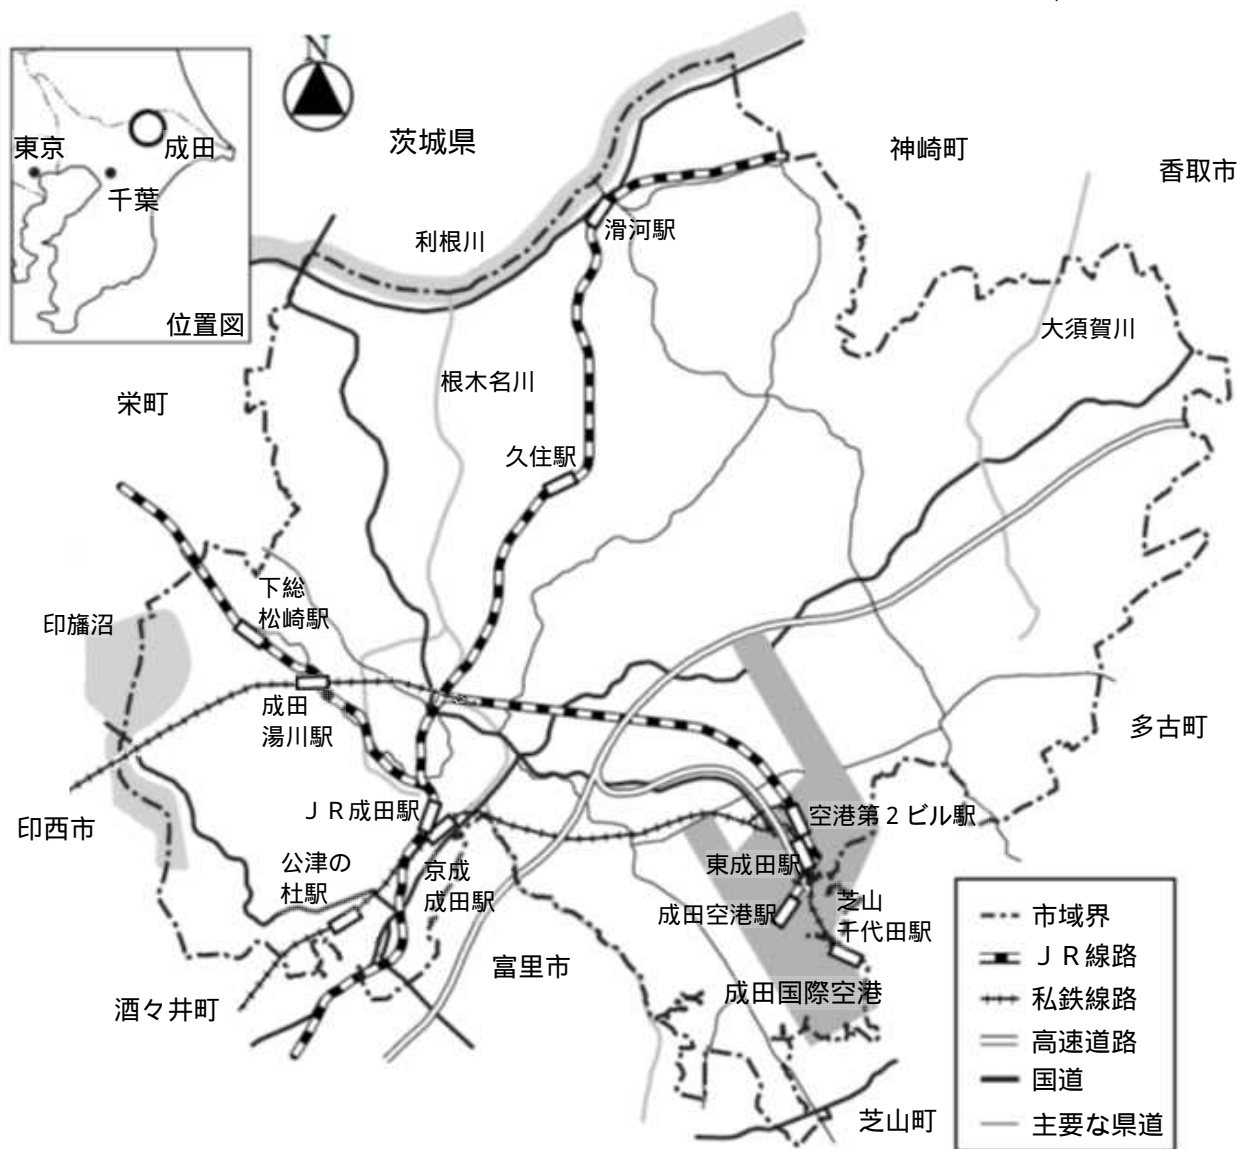 N
東京
成田
千葉
位置図
茨城県
神崎町
香取市
利根川
滑河駅
大須賀川
根木名川
栄町
久住駅
下総
松崎駅
印旛沼
成田
湯川駅
多古町
JR成田駅
空港第2ビル駅
印西市
公津の
杜駅
京成
成田駅
東成田駅
成田空港駅
芝山
千代田駅
富里市
成田国際空港
酒々井町
芝山町
市域界
JR線路
私鉄線路
高速道路
国道
主要な県道